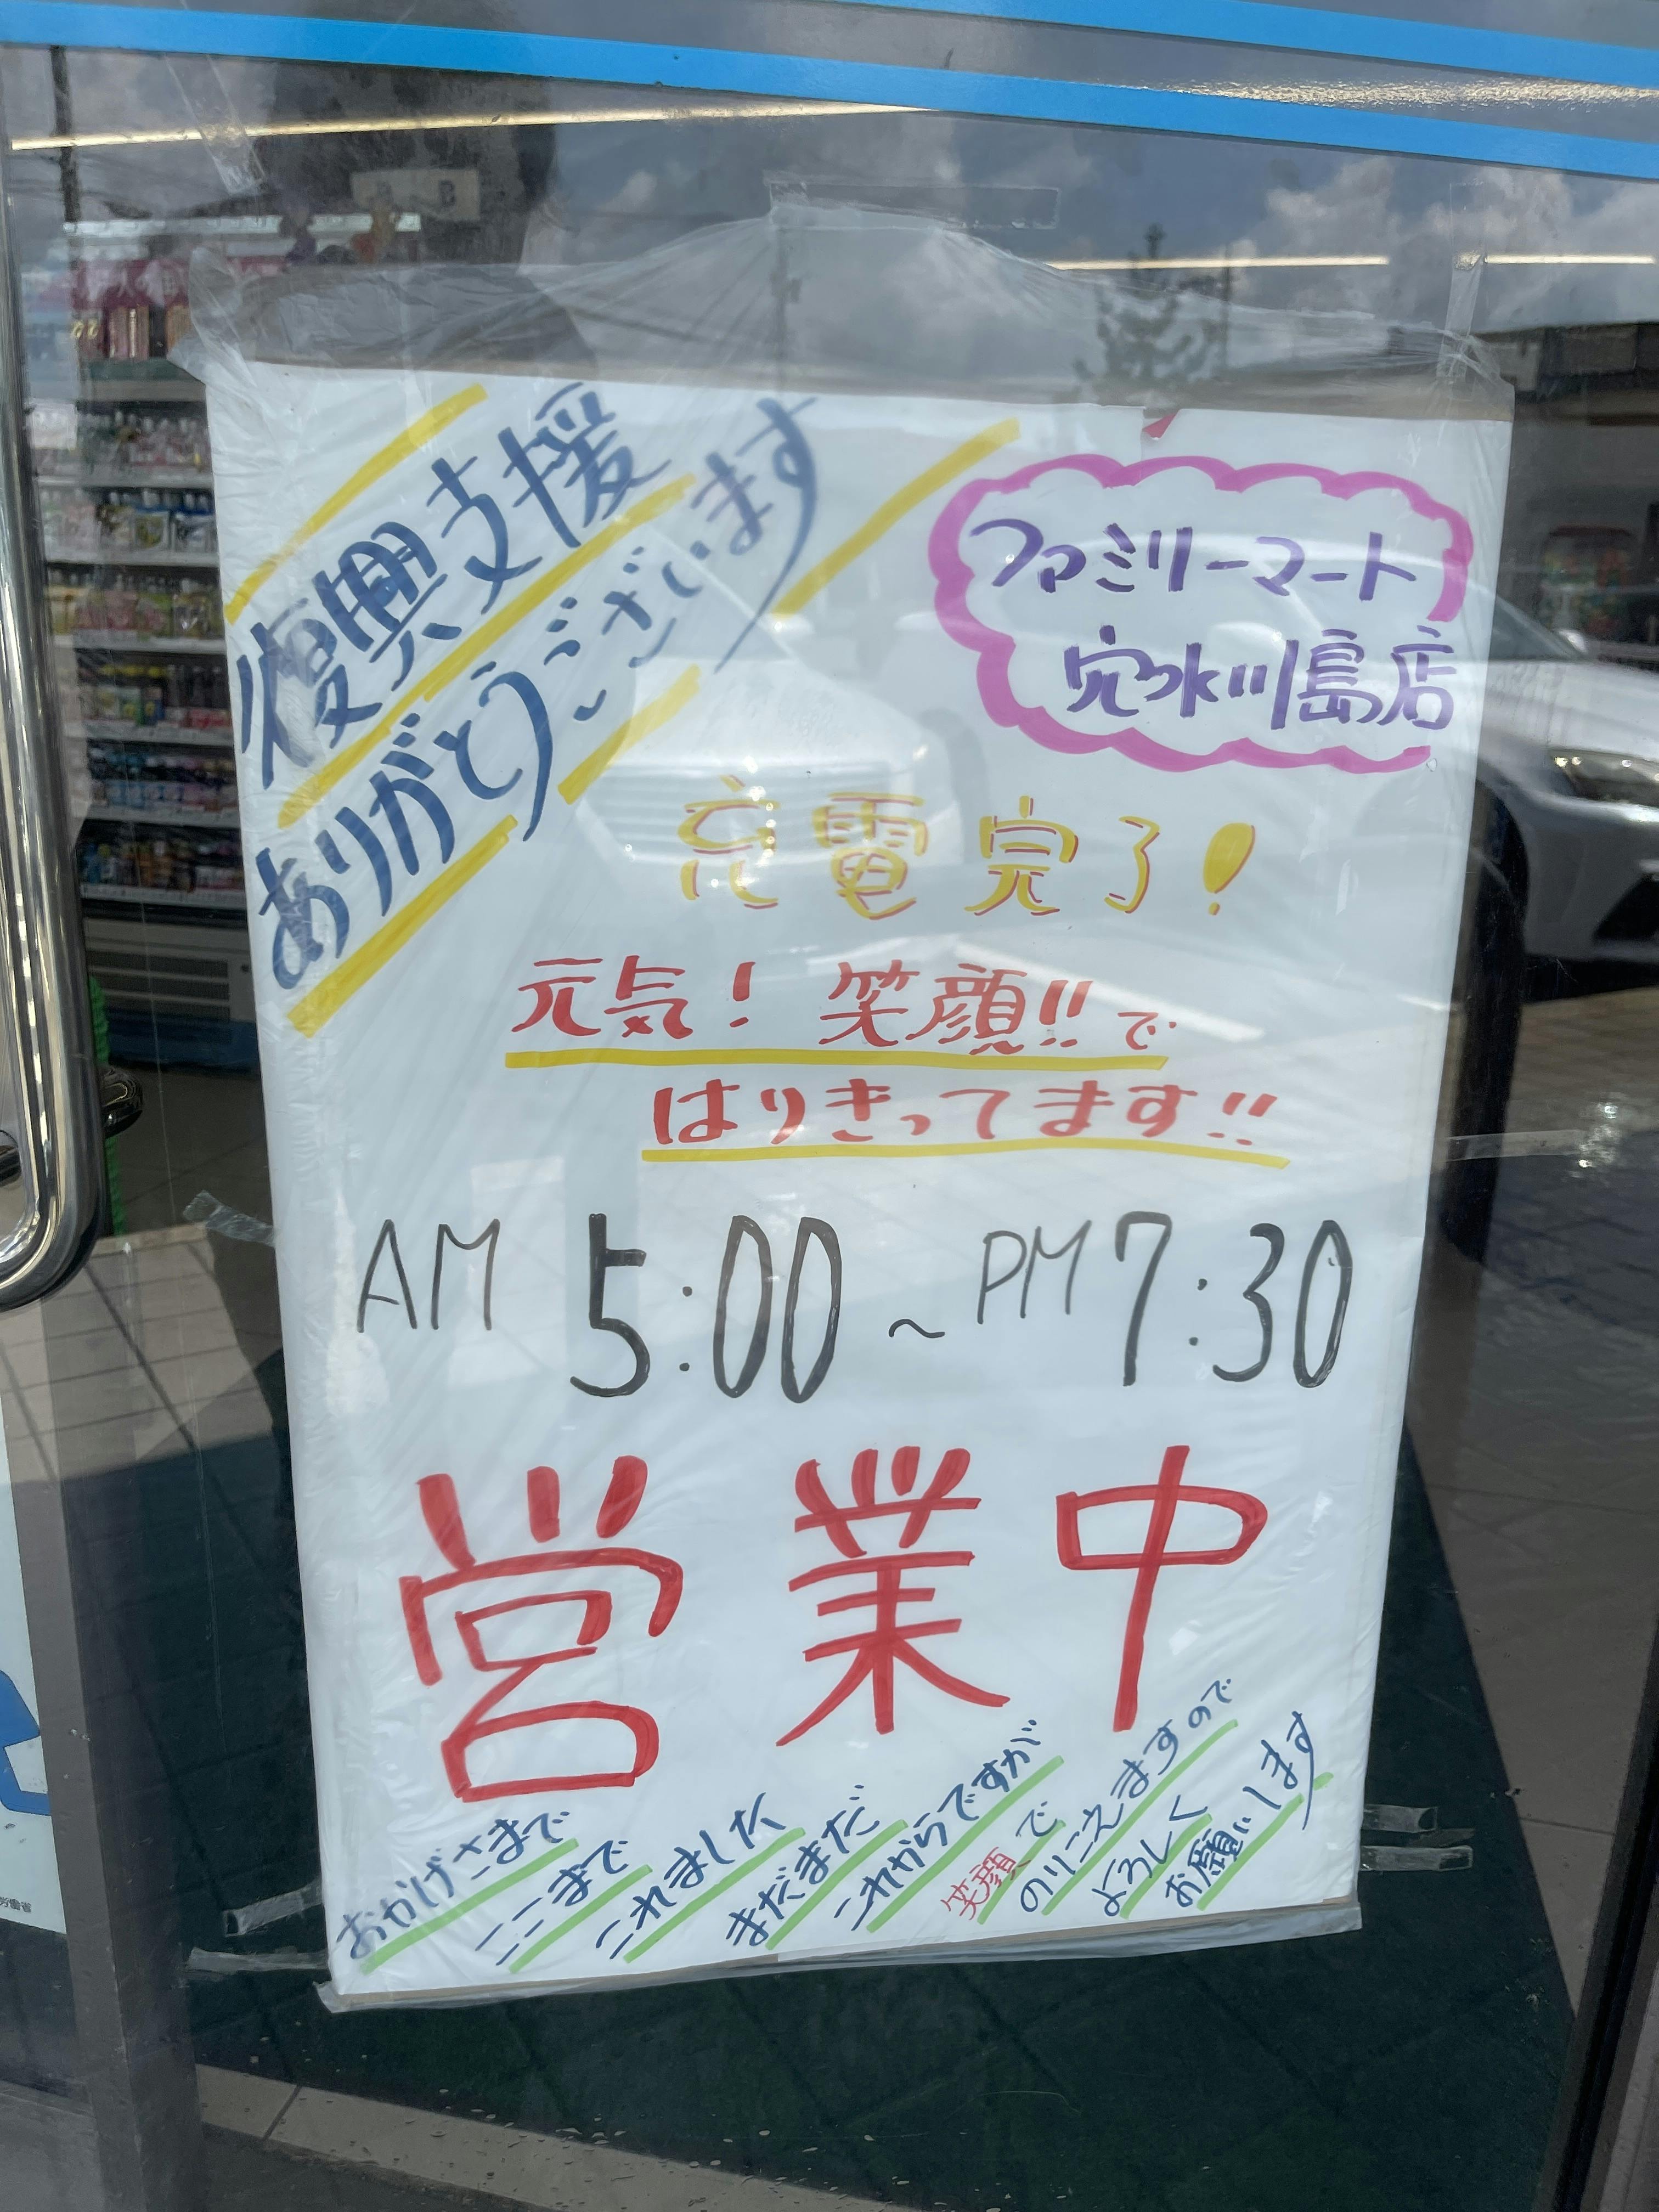 復興支援
ありがとうございます
ファミリーマート
穴水川島店
充電完了!
元気! 笑顔!!で
はりきってます!!
AM 5:00 ~ PM 7:30
営業中
おかげさまで
ここまで
これました
まだまだ
これからですが
笑顔で
のりこえますので
よろしく
お願いします
労働省